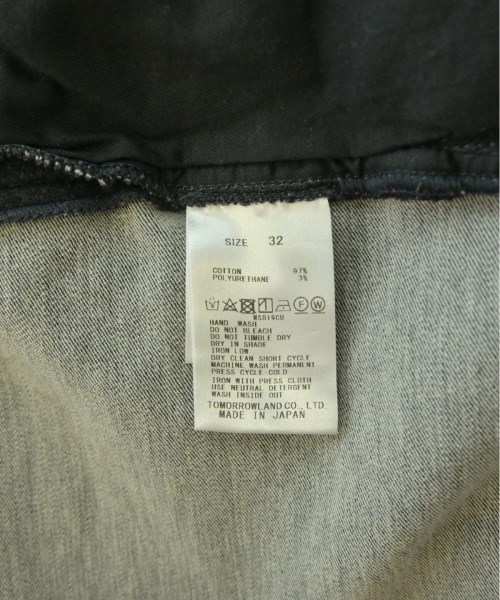 SIZE 32
COTTON 97%
POLYURETHANE 3%
F W
WS019CU
HAND WASH
DO NOT BLEACH
DO NOT TUMBLE DRY
DRY IN SHADE
IRON LOW
DRY CLEAN SHORT CYCLE
MACHINE WASH PERMANENT
PRESS CYCLE-COLD
IRON WITH PRESS CLOTH
USE NEUTRAL DETERGENT
WASH INSIDE OUT
TOMORROWLAND CO., LTD.
MADE IN JAPAN